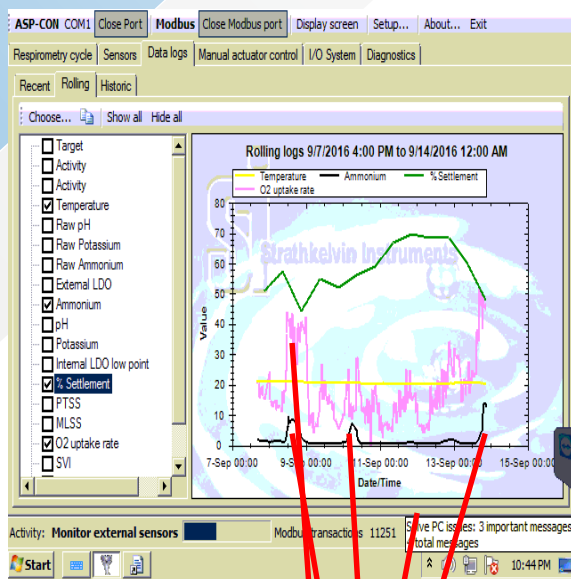 ASP-CON COM1 Close Port Modbus Close Modbus port Display screen Setup... About... Exit
Respirometry cycle Sensors Data logs Manual actuator control I/O System Diagnostics
Recent Rolling Historic
Choose... Show all Hide all
Target
Activity
Activity
Temperature
Raw pH
Raw Potassium
Raw Ammonium
External LDO
Ammonium
pH
Potassium
Internal LDO low point
% Settlement
PTSS
MLSS
O2 uptake rate
SVI
Rolling logs 9/7/2016 4:00 PM to 9/14/2016 12:00 AM
Temperature Ammonium % Settlement
O2 uptake rate
Strathkelvin Instruments
Value
80
70
60
50
40
30
20
10
0
7-Sep 00:00 9-Sep 00:00 11-Sep 00:00 13-Sep 00:00 15-Sep 00:00
Date/Time
Activity: Monitor external sensors Modbus transactions 11251
PC issues: 3 important messages
total messages
Start 10:44 PM